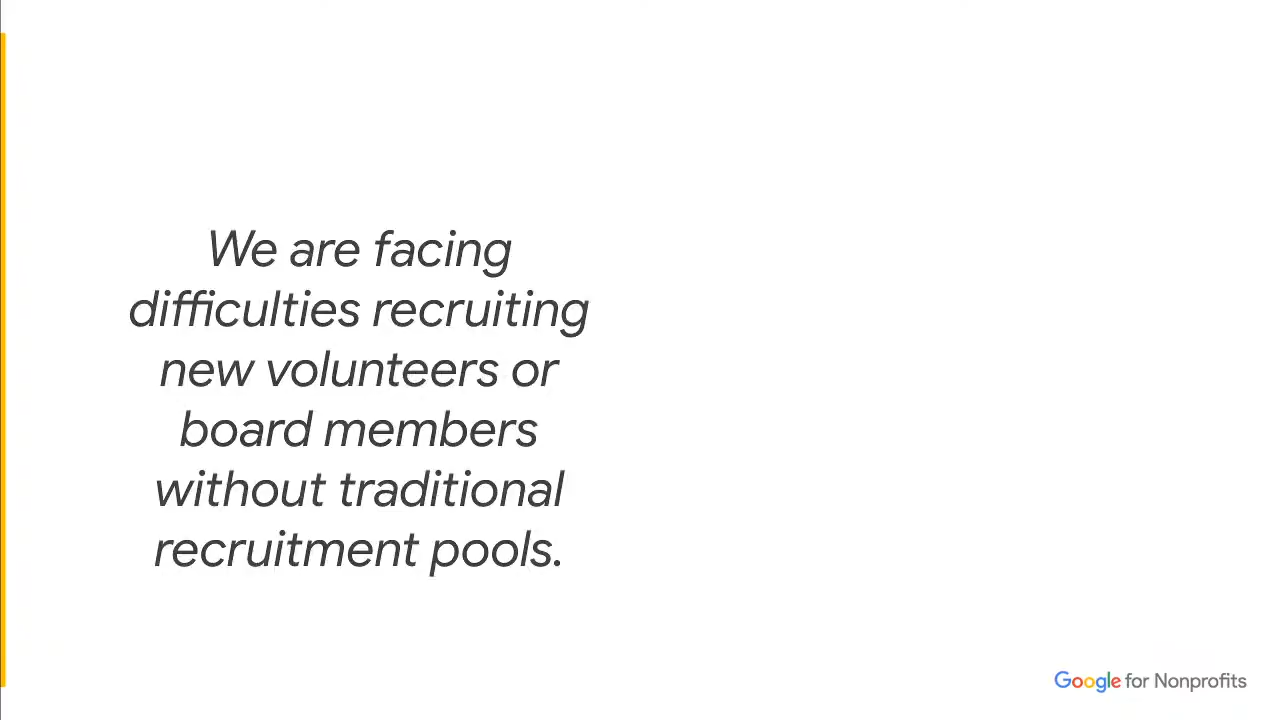 We are facing
difficulties recruiting
new volunteers or
board members
without traditional
recruitment pools.
Google for Nonprofits